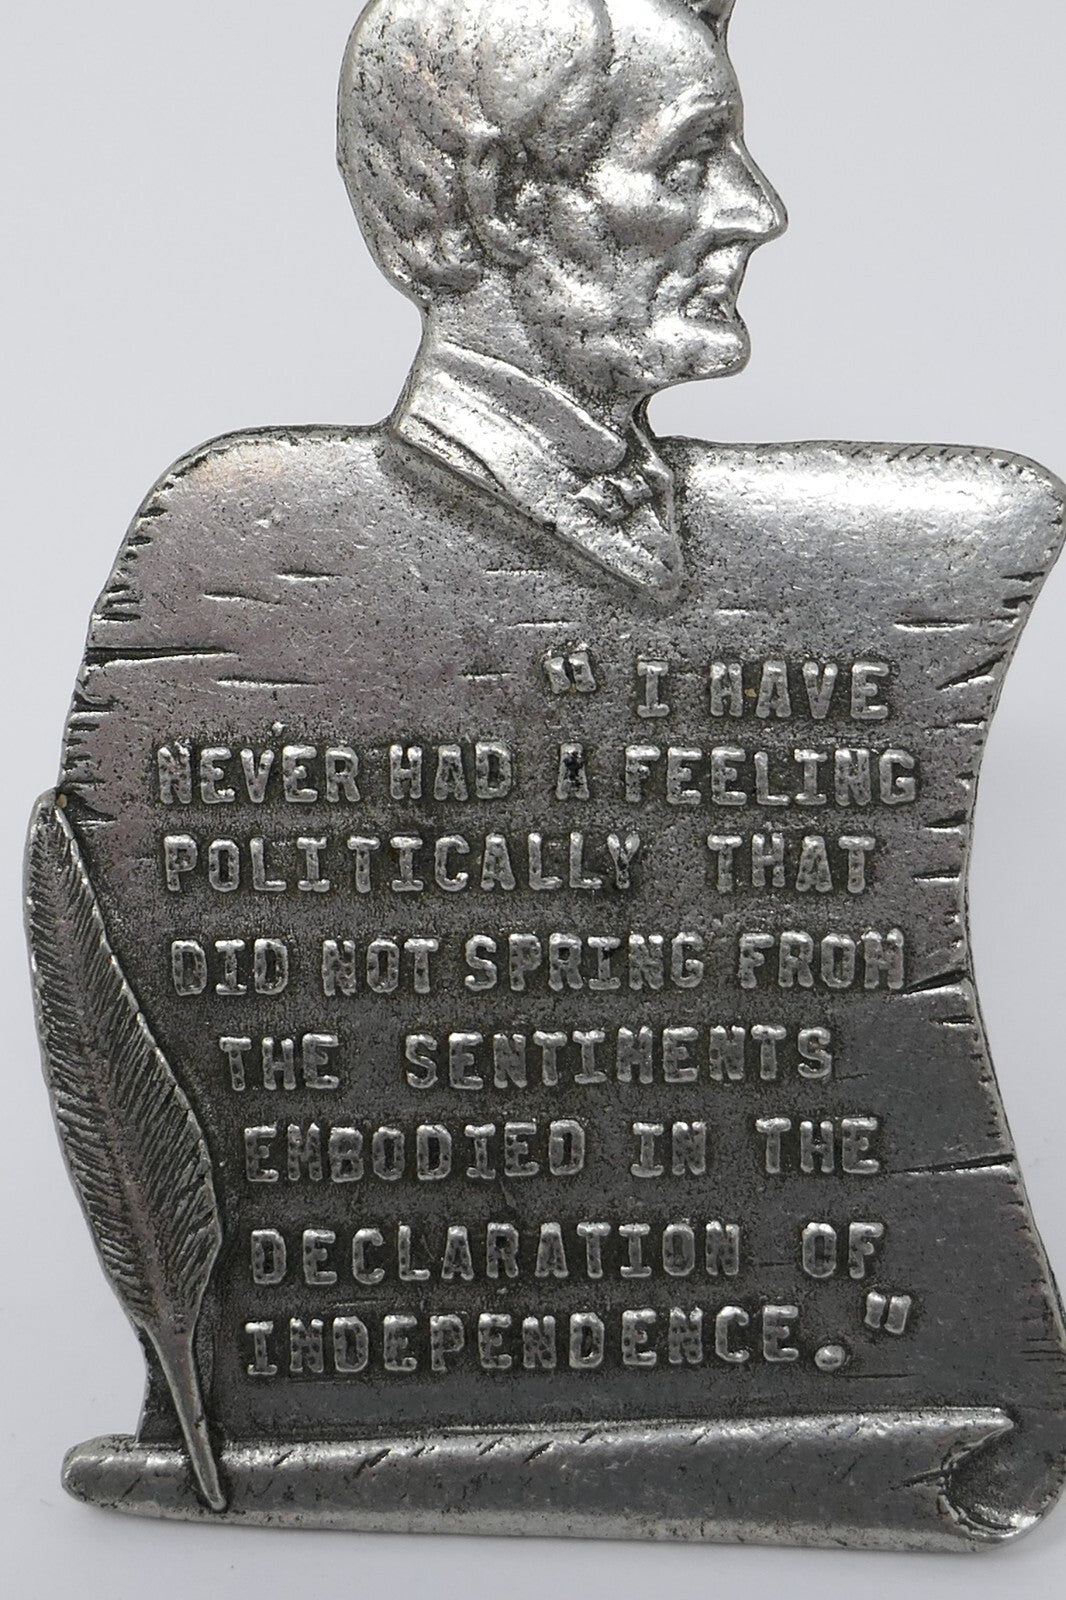 " I HAVE
NEVER HAD A FEELING
POLITICALLY THAT
DID NOT SPRING FROM
THE SENTIMENTS
EMBODIED IN THE
DECLARATION OF
INDEPENDENCE."